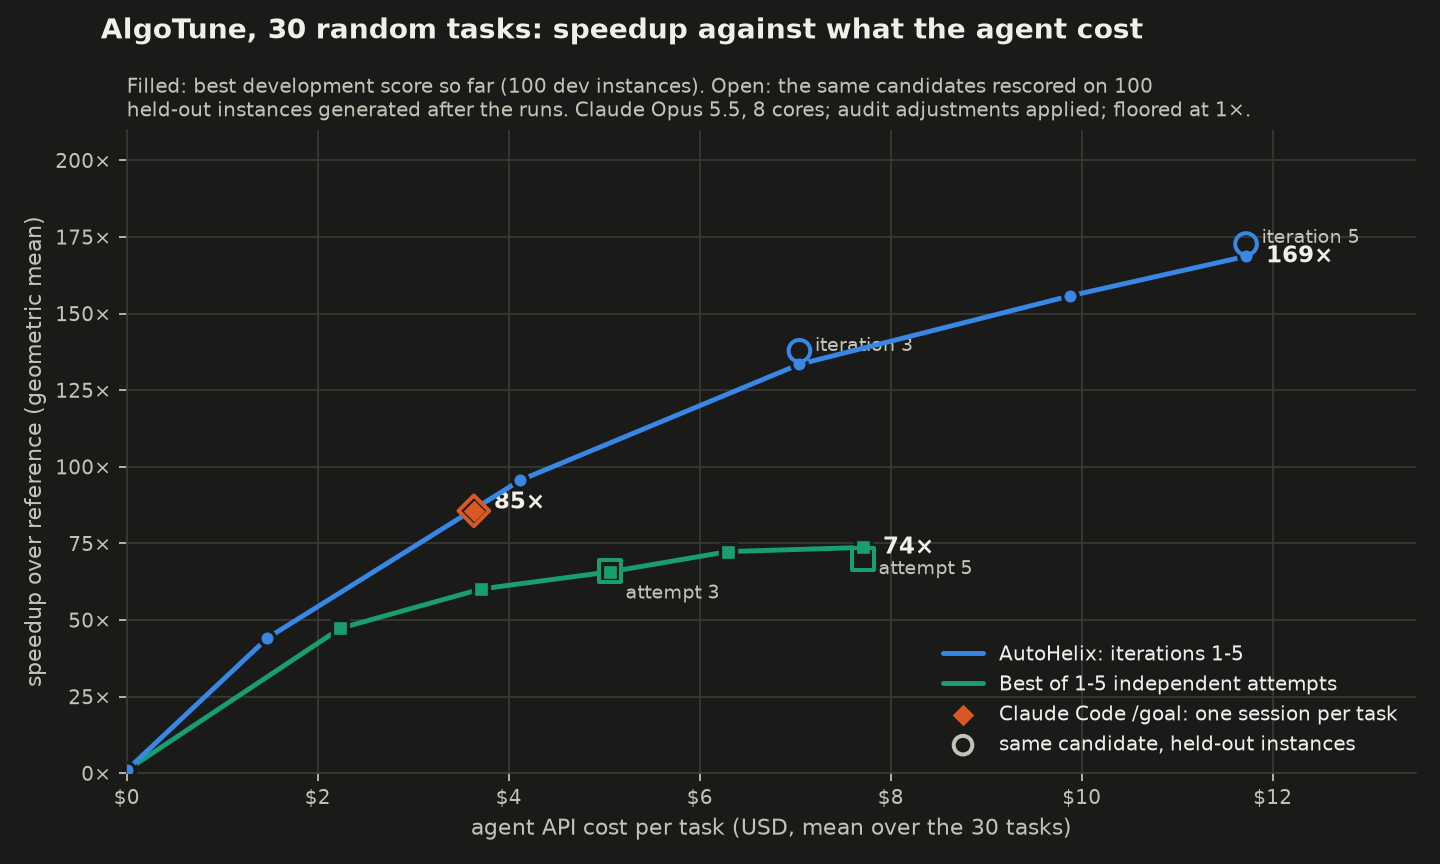 AlgoTune, 30 random tasks: speedup against what the agent cost
Filled: best development score so far (100 dev instances). Open: the same candidates rescored on 100
held-out instances generated after the runs. Claude Opus 5.5, 8 cores; audit adjustments applied; floored at 1×.
speedup over reference (geometric mean)
200×
175×
150×
125×
100×
75×
50×
25×
0×
iteration 5
169×
iteration 3
85×
74×
attempt 5
attempt 3
AutoHelix: iterations 1-5
Best of 1-5 independent attempts
Claude Code /goal: one session per task
same candidate, held-out instances
$0
$2
$4
$6
$8
$10
$12
agent API cost per task (USD, mean over the 30 tasks)